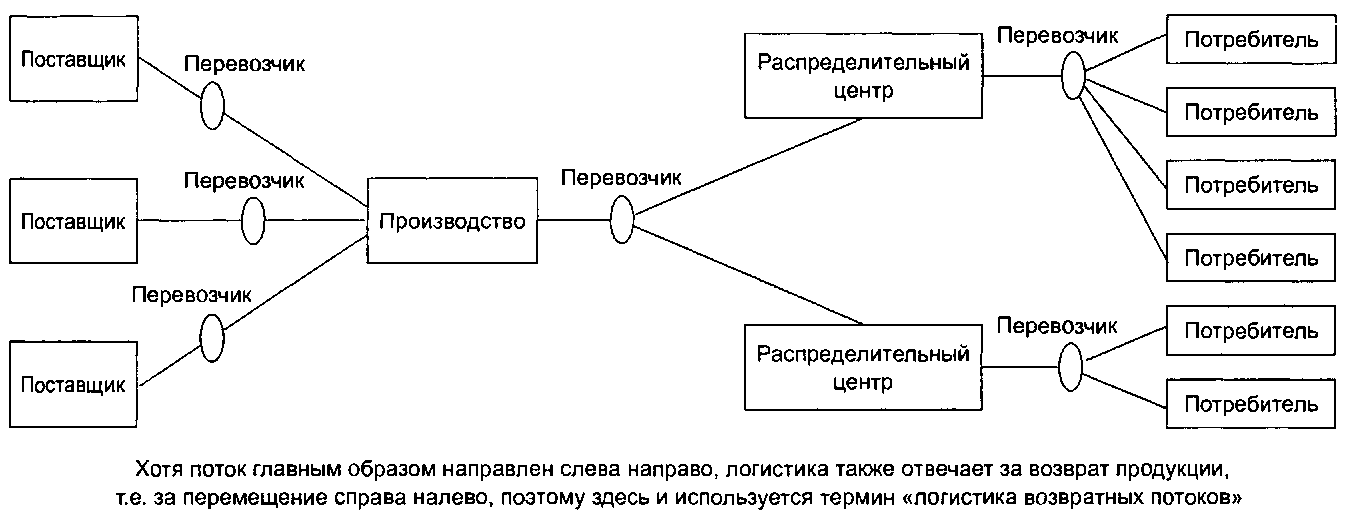 Поставщик
Перевозчик
Поставщик
Перевозчик
Поставщик
Перевозчик
Производство
Перевозчик
Распределительный
центр
Перевозчик
Распределительный
центр
Перевозчик
Потребитель
Потребитель
Потребитель
Потребитель
Потребитель
Потребитель
Хотя поток главным образом направлен слева направо, логистика также отвечает за возврат продукции,
т.е. за перемещение справа налево, поэтому здесь и используется термин «логистика возвратных потоков»